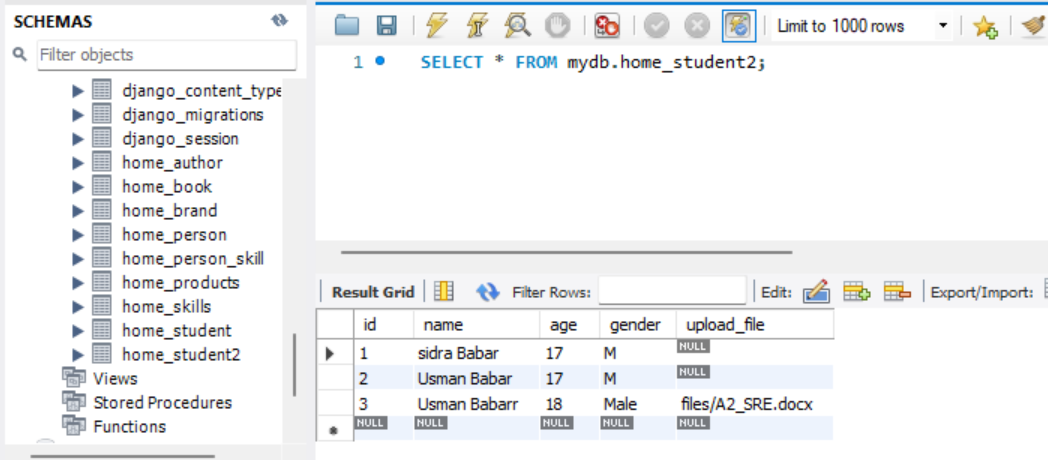 SCHEMAS
Filter objects
django_content_type
django_migrations
django_session
home_author
home_book
home_brand
home_person
home_person_skill
home_products
home_skills
home_student
home_student2
Views
Stored Procedures
Functions
Limit to 1000 rows
1 SELECT * FROM mydb.home_student2;
Result Grid Filter Rows: Edit: Export/Import:
id name age gender upload_file
1 sidra Babar 17 M NULL
2 Usman Babar 17 M NULL
3 Usman Babarr 18 Male files/A2_SRE.docx
NULL NULL NULL NULL NULL